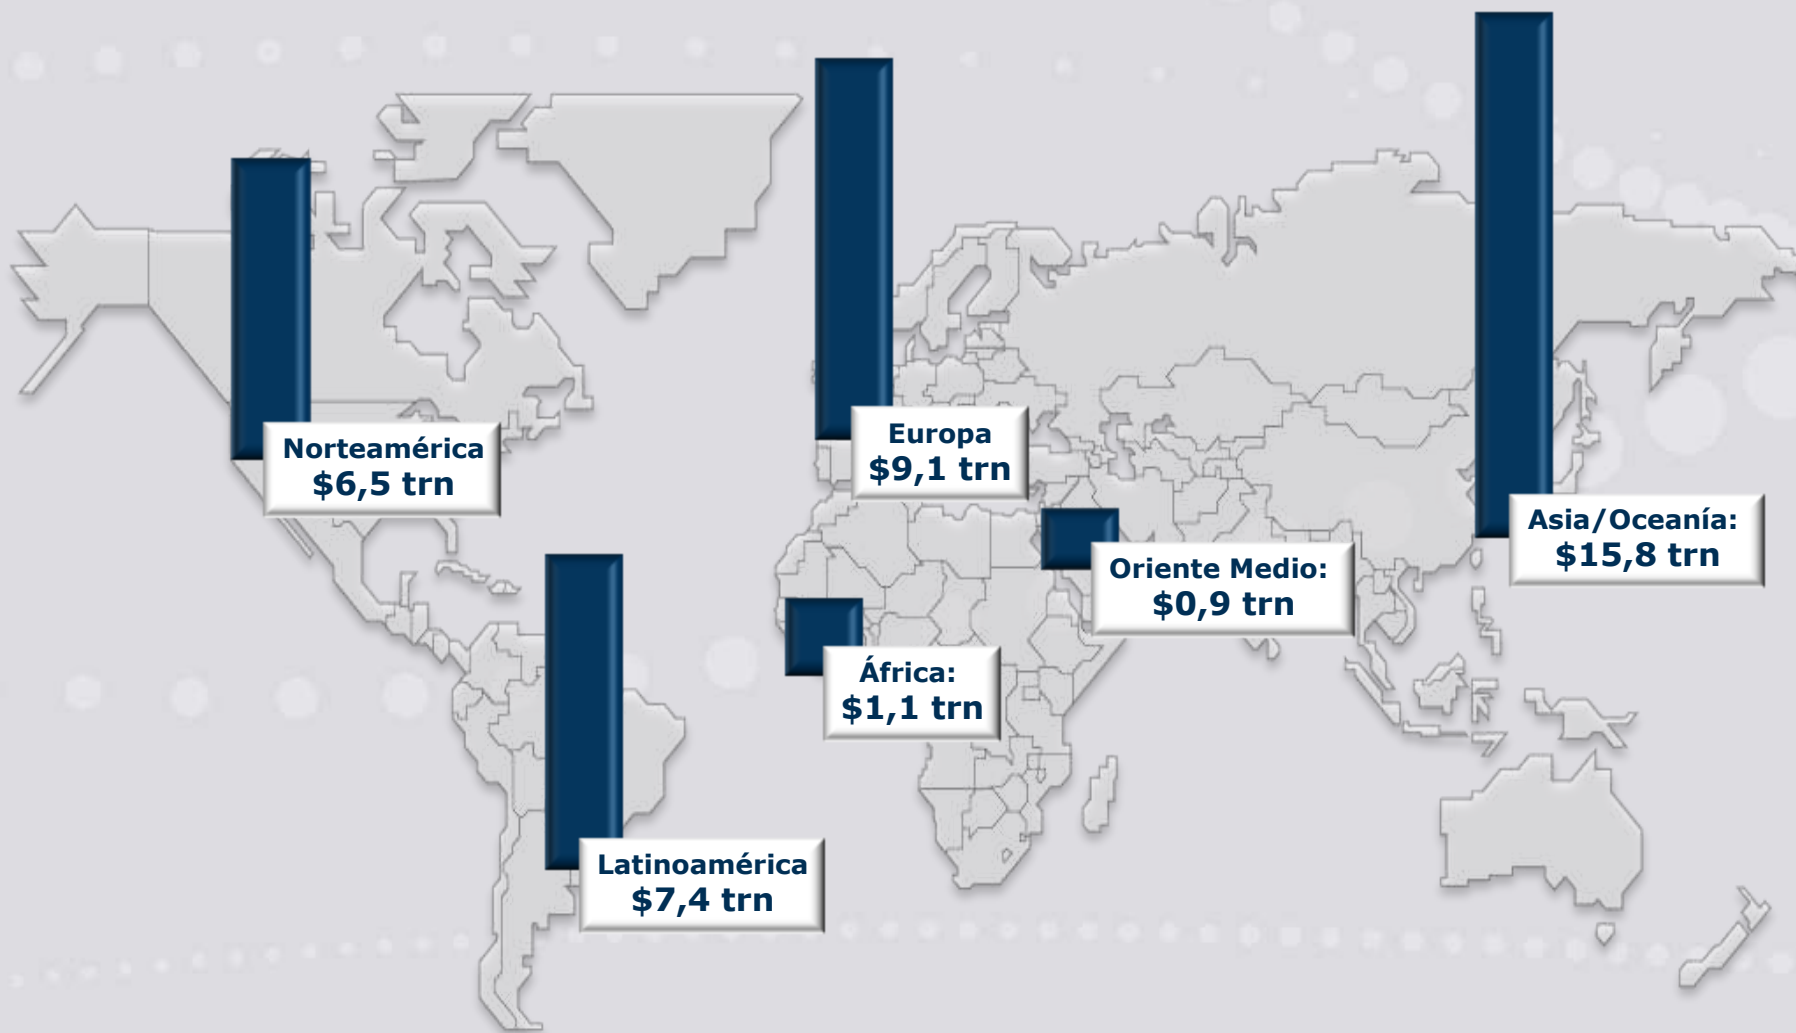 Norteamérica
$6,5 trn
Europa
$9,1 trn
Asia/Oceanía:
$15,8 trn
Oriente Medio:
$0,9 trn
África:
$1,1 trn
Latinoamérica
$7,4 trn